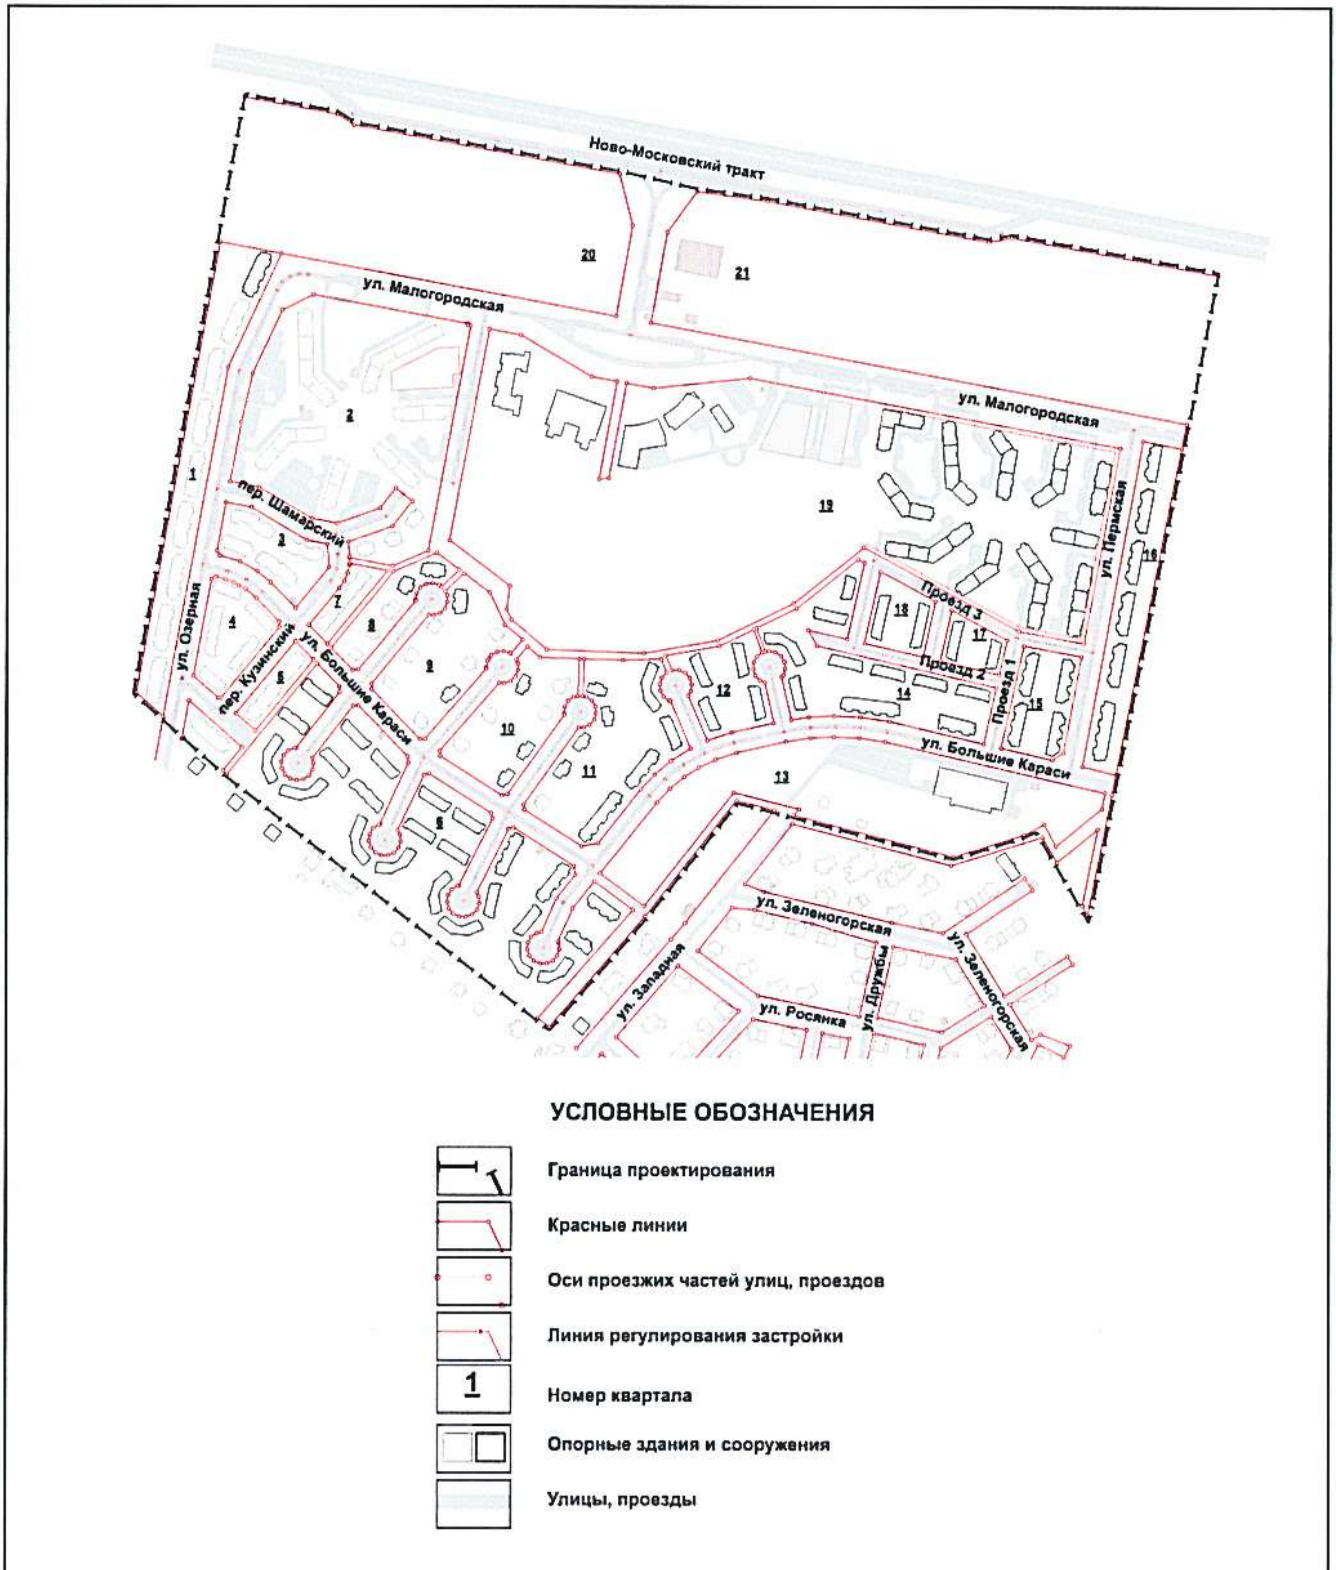 Ново-Московский тракт
20
21
ул. Малогородская
ул. Малогородская
2
1
19
ул. Пермская
16
пер. Шамарский
3
Проезд 3
18
17
7
4
8
ул. Озерная
пер. Кузинский
ул. Большие Караси
5
9
12
Проезд 2
Проезд 1
14
15
10
11
13
ул. Большие Караси
6
ул. Зеленогорская
ул. Зеленогорская
ул. Западная
ул. Дружбы
ул. Росянка
УСЛОВНЫЕ ОБОЗНАЧЕНИЯ
Граница проектирования
Красные линии
Оси проезжих частей улиц, проездов
Линия регулирования застройки
1
Номер квартала
Опорные здания и сооружения
Улицы, проезды